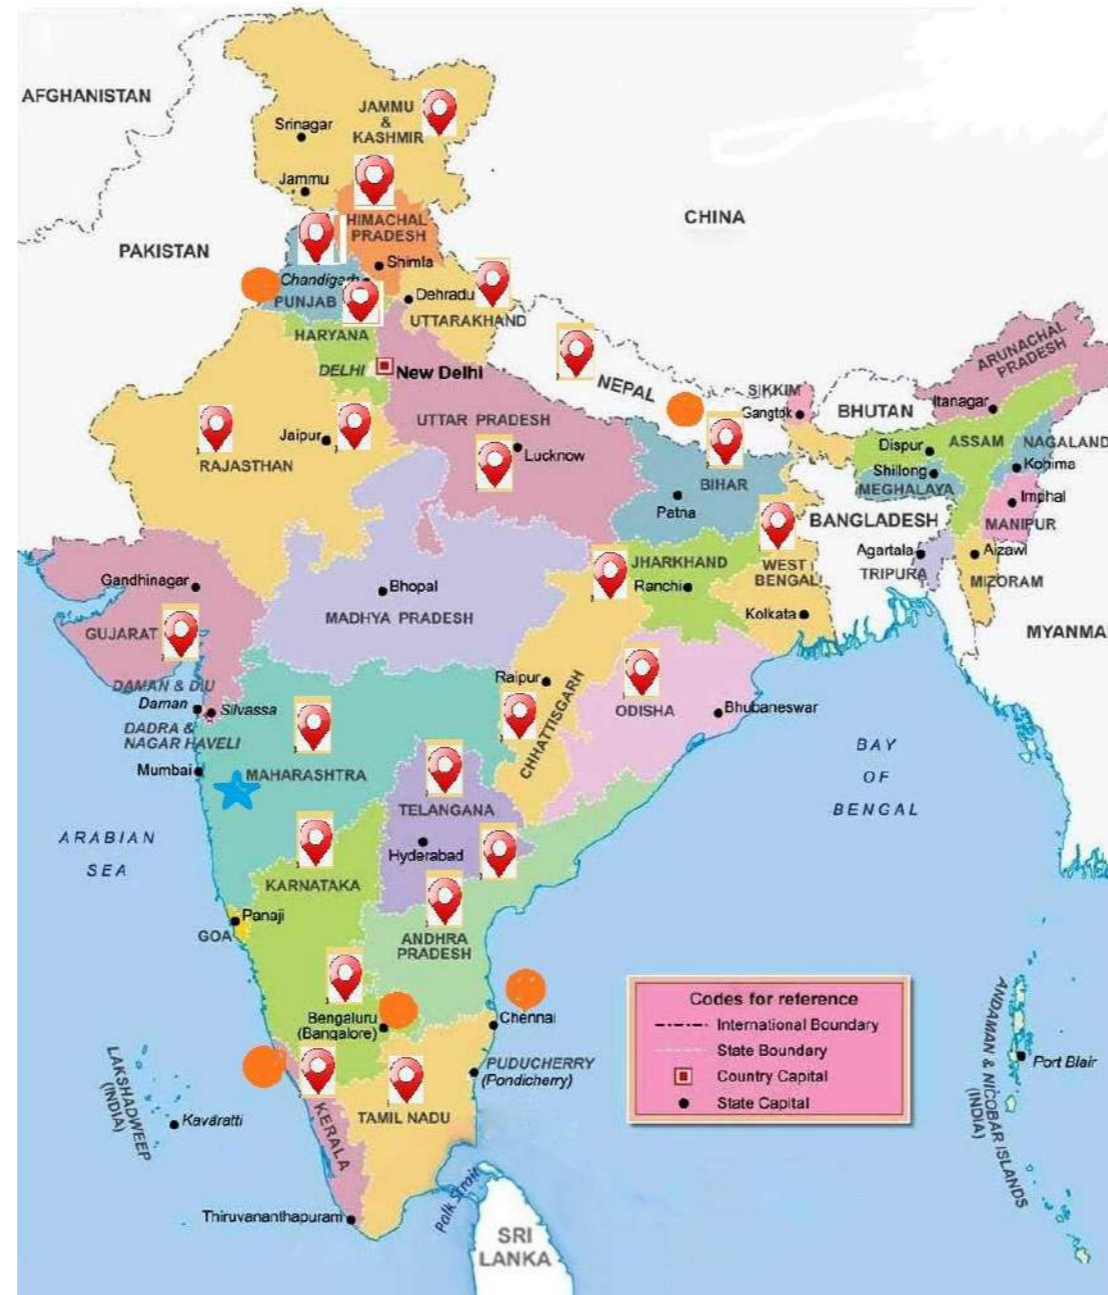 AFGHANISTAN
JAMMU
&
KASHMIR
Srinagar
Jammu
CHINA
HIMACHAL
PRADESH
PAKISTAN
Shimla
Chandigarh
PUNJAB
Dehradu
UTTARAKHAND
HARYANA
DELHI
New Delhi
NEPAL
SIKKIM
Gangtok
BHUTAN
ARUNACHAL
PRADESH
Itanagar
UTTAR PRADESH
Jaipur
RAJASTHAN
Lucknow
BIHAR
Patna
Dispur
ASSAM
NAGALAND
Shillong
Kohima
MEGHALAYA
Imphal
MANIPUR
BANGLADESH
Agartala
TRIPURA
Aizawl
MIZORAM
JHARKHAND
Ranchi
WEST
BENGAL
Kolkata
MYANMA
Gandhinagar
GUJARAT
Bhopal
MADHYA PRADESH
DAMAN & DIU
Daman
Silvassa
DADRA &
NAGAR HAVELI
Raipur
CHHATTISGARH
ODISHA
Bhubaneswar
Mumbai
MAHARASHTRA
BAY
OF
BENGAL
TELANGANA
Hyderabad
ARABIAN
SEA
KARNATAKA
Panaji
GOA
ANDHRA
PRADESH
Bengaluru
(Bangalore)
Chennai
PUDUCHERRY
(Pondicherry)
TAMIL NADU
KERALA
LAKSHADWEEP
(INDIA)
Kavaratti
Thiruvananthapuram
Palk Strait
SRI
LANKA
Codes for reference
International Boundary
State Boundary
Country Capital
State Capital
ANDAMAN & NICOBAR ISLANDS
(INDIA)
Port Blair